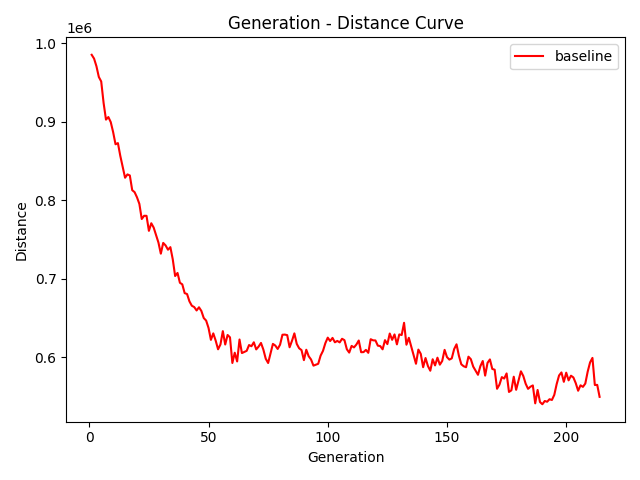 Generation - Distance Curve
1e6
baseline
1.0
0.9
0.8
0.7
0.6
Distance
0
50
100
150
200
Generation